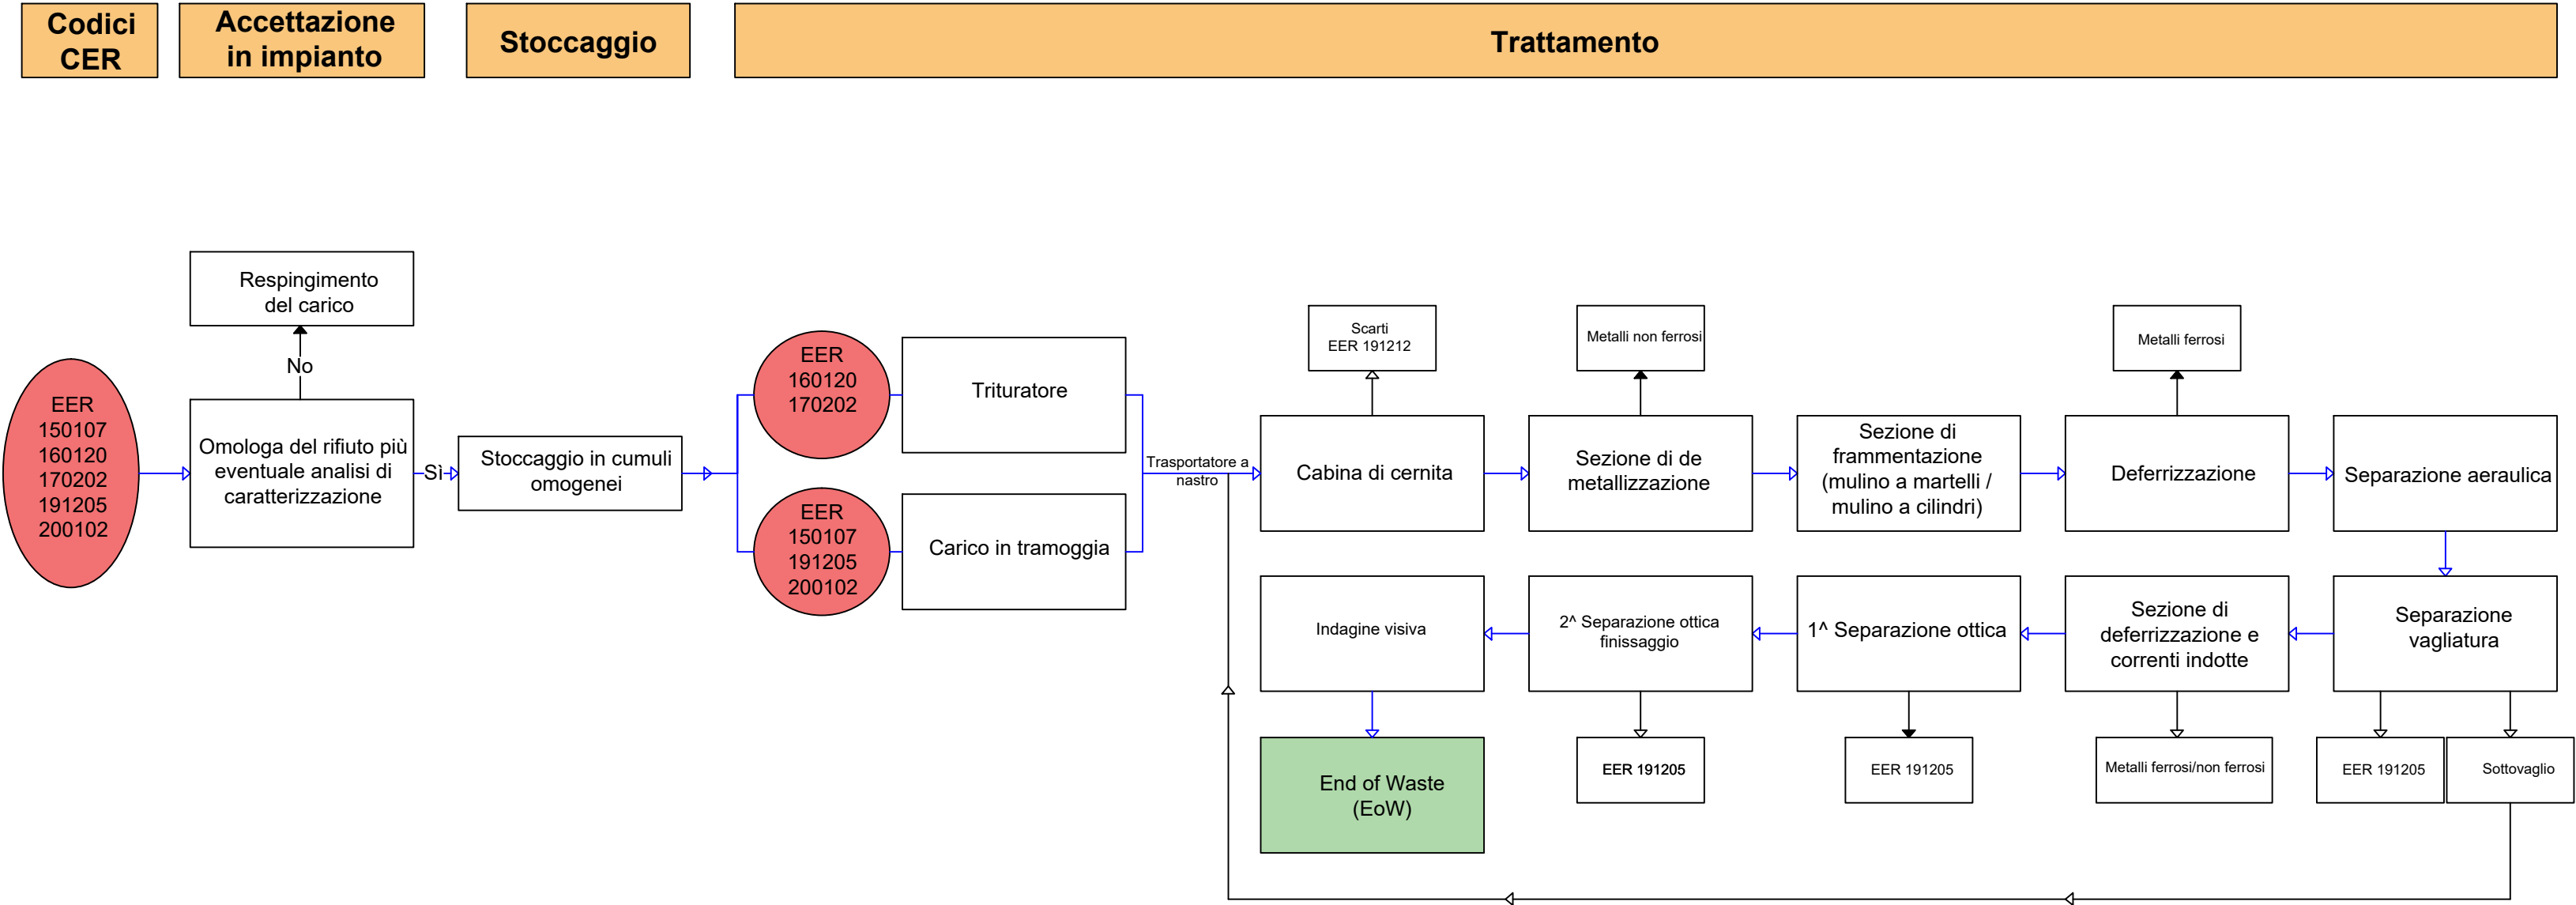 Codici
CER
Accettazione
in impianto
Stoccaggio
Trattamento
Respingimento
del carico
No
EER
150107
160120
170202
191205
200102
Omologa del rifiuto più
eventuale analisi di
caratterizzazione
Sì
Stoccaggio in cumuli
omogenei
EER
160120
170202
Trituratore
EER
150107
191205
200102
Carico in tramoggia
Trasportatore a
nastro
Scarti
EER 191212
Metalli non ferrosi
Metalli ferrosi
Cabina di cernita
Sezione di de
metallizzazione
Sezione di
frammentazione
(mulino a martelli /
mulino a cilindri)
Deferrizzazione
Separazione aeraulica
Indagine visiva
2^ Separazione ottica
finissaggio
1^ Separazione ottica
Sezione di
deferrizzazione e
correnti indotte
Separazione
vagliatura
End of Waste
(EoW)
EER 191205
EER 191205
Metalli ferrosi/non ferrosi
EER 191205
Sottovaglio